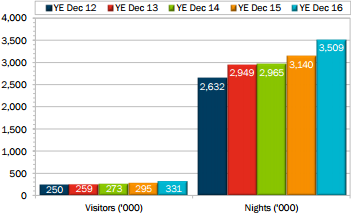 YE Dec 12 YE Dec 13 YE Dec 14 YE Dec 15 YE Dec 16
4,000
3,500
3,000
2,500
2,000
1,500
1,000
500
0
250 259 273 295 331
2,632 2,949 2,965 3,140 3,509
Visitors ('000) Nights ('000)